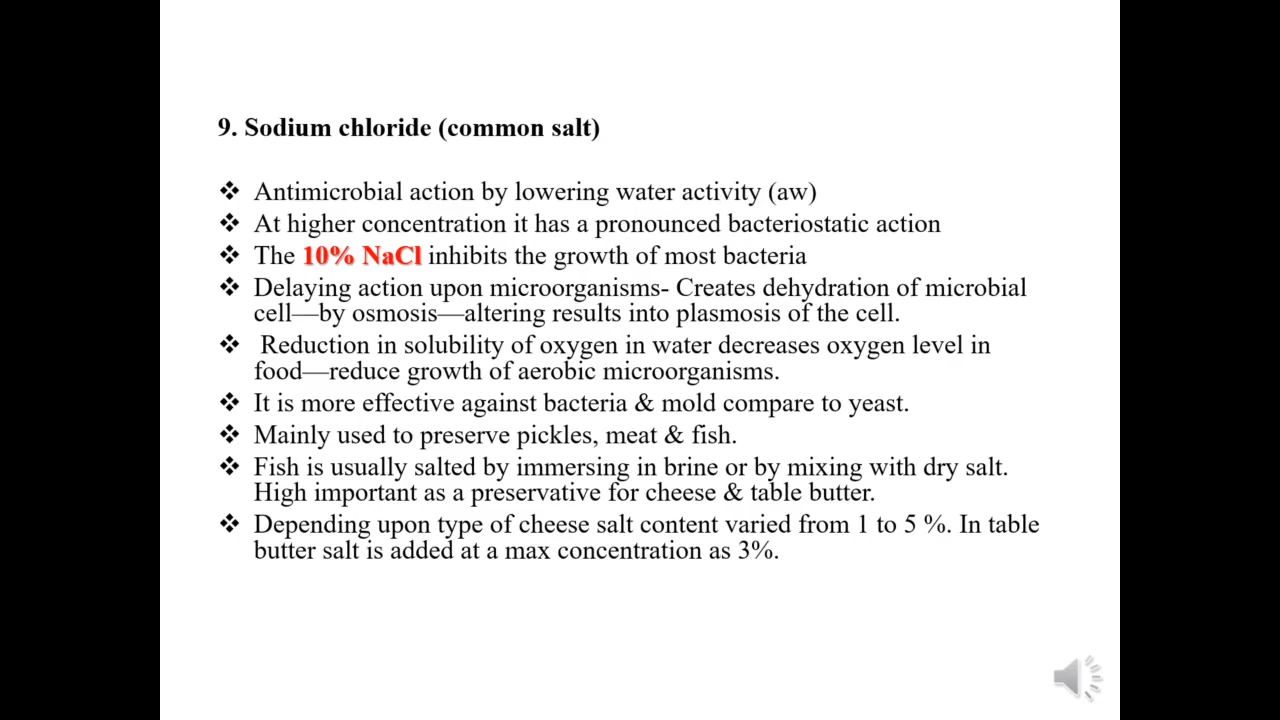 9. Sodium chloride (common salt)
❖ Antimicrobial action by lowering water activity (aw)
❖ At higher concentration it has a pronounced bacteriostatic action
❖ The 10% NaCl inhibits the growth of most bacteria
❖ Delaying action upon microorganisms- Creates dehydration of microbial
cell—by osmosis—altering results into plasmosis of the cell.
❖ Reduction in solubility of oxygen in water decreases oxygen level in
food—reduce growth of aerobic microorganisms.
❖ It is more effective against bacteria & mold compare to yeast.
❖ Mainly used to preserve pickles, meat & fish.
❖ Fish is usually salted by immersing in brine or by mixing with dry salt.
High important as a preservative for cheese & table butter.
❖ Depending upon type of cheese salt content varied from 1 to 5 %. In table
butter salt is added at a max concentration as 3%.